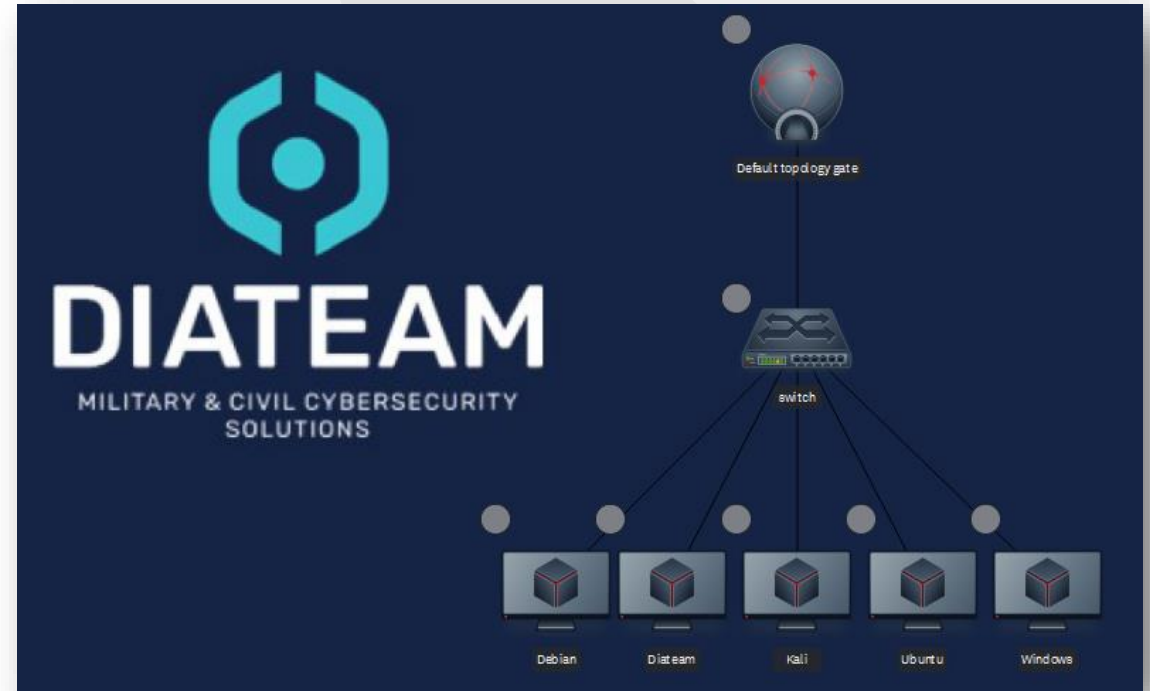 DIATEAM
MILITARY & CIVIL CYBERSECURITY
SOLUTIONS
Default topology gate
switch
Debian
Diateam
Kali
Ubuntu
Windows